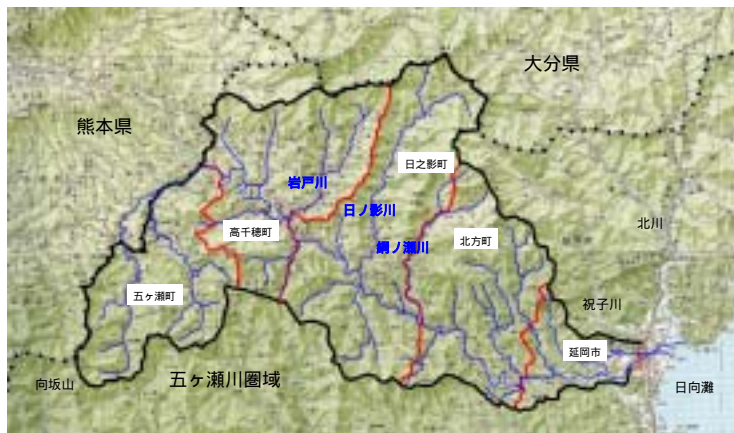 大分県
熊本県
日之影町
岩戸川
日ノ影川
高千穂町
北方町
北川
綱ノ瀬川
五ヶ瀬町
祝子川
延岡市
向坂山
五ヶ瀬川圏域
日向灘